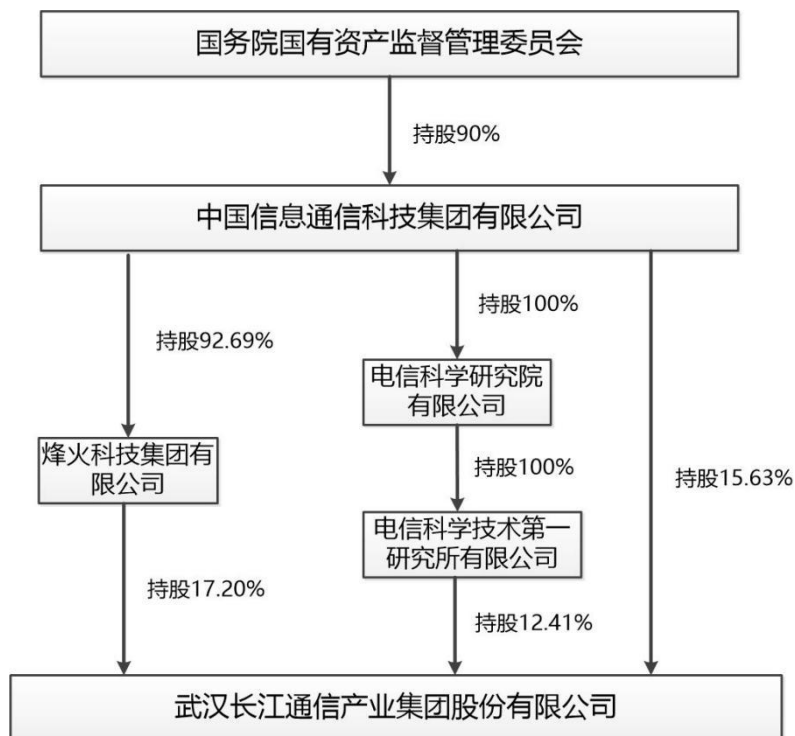 国务院国有资产监督管理委员会
持股90%
中国信息通信科技集团有限公司
持股100%
持股92.69%
电信科学研究院
有限公司
烽火科技集团有
限公司
持股100%
持股15.63%
电信科学技术第一
研究所有限公司
持股17.20%
持股12.41%
武汉长江通信产业集团股份有限公司